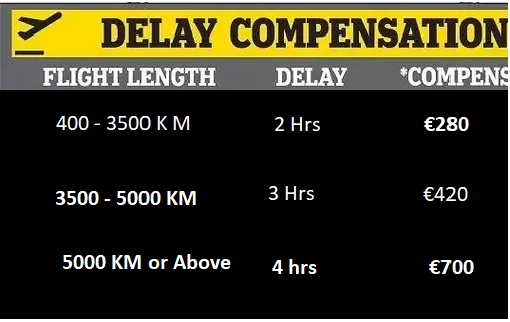 DELAY COMPENSATION
FLIGHT LENGTH DELAY *COMPENS
400 - 3500 K M 2 Hrs €280
3500 - 5000 KM 3 Hrs €420
5000 KM or Above 4 hrs €700